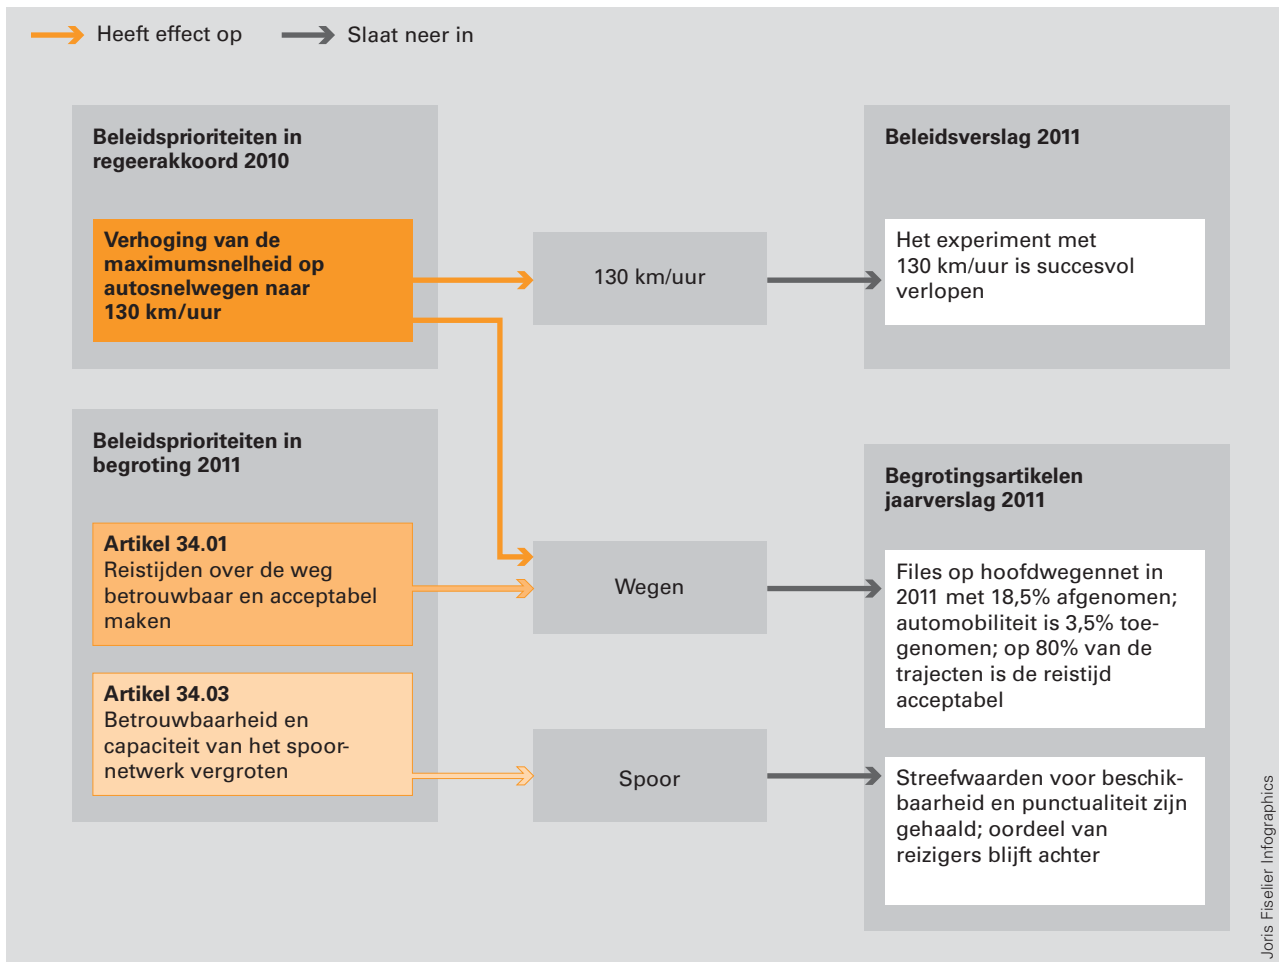 Heeft effect op
Slaat neer in
Beleidsprioriteiten in
regeerakkoord 2010
Verhoging van de
maximumsnelheid op
autosnelwegen naar
130 km/uur
130 km/uur
Beleidsverslag 2011
Het experiment met
130 km/uur is succesvol
verlopen
Beleidsprioriteiten in
begroting 2011
Artikel 34.01
Reistijden over de weg
betrouwbaar en acceptabel
maken
Artikel 34.03
Betrouwbaarheid en
capaciteit van het spoor-
netwerk vergroten
Wegen
Spoor
Begrotingsartikelen
jaarverslag 2011
Files op hoofdwegennet in
2011 met 18,5% afgenomen;
automobiliteit is 3,5% toe-
genomen; op 80% van de
trajecten is de reistijd
acceptabel
Streefwaarden voor beschik-
baarheid en punctualiteit zijn
gehaald; oordeel van
reizigers blijft achter
Joris Fiselier Infographics